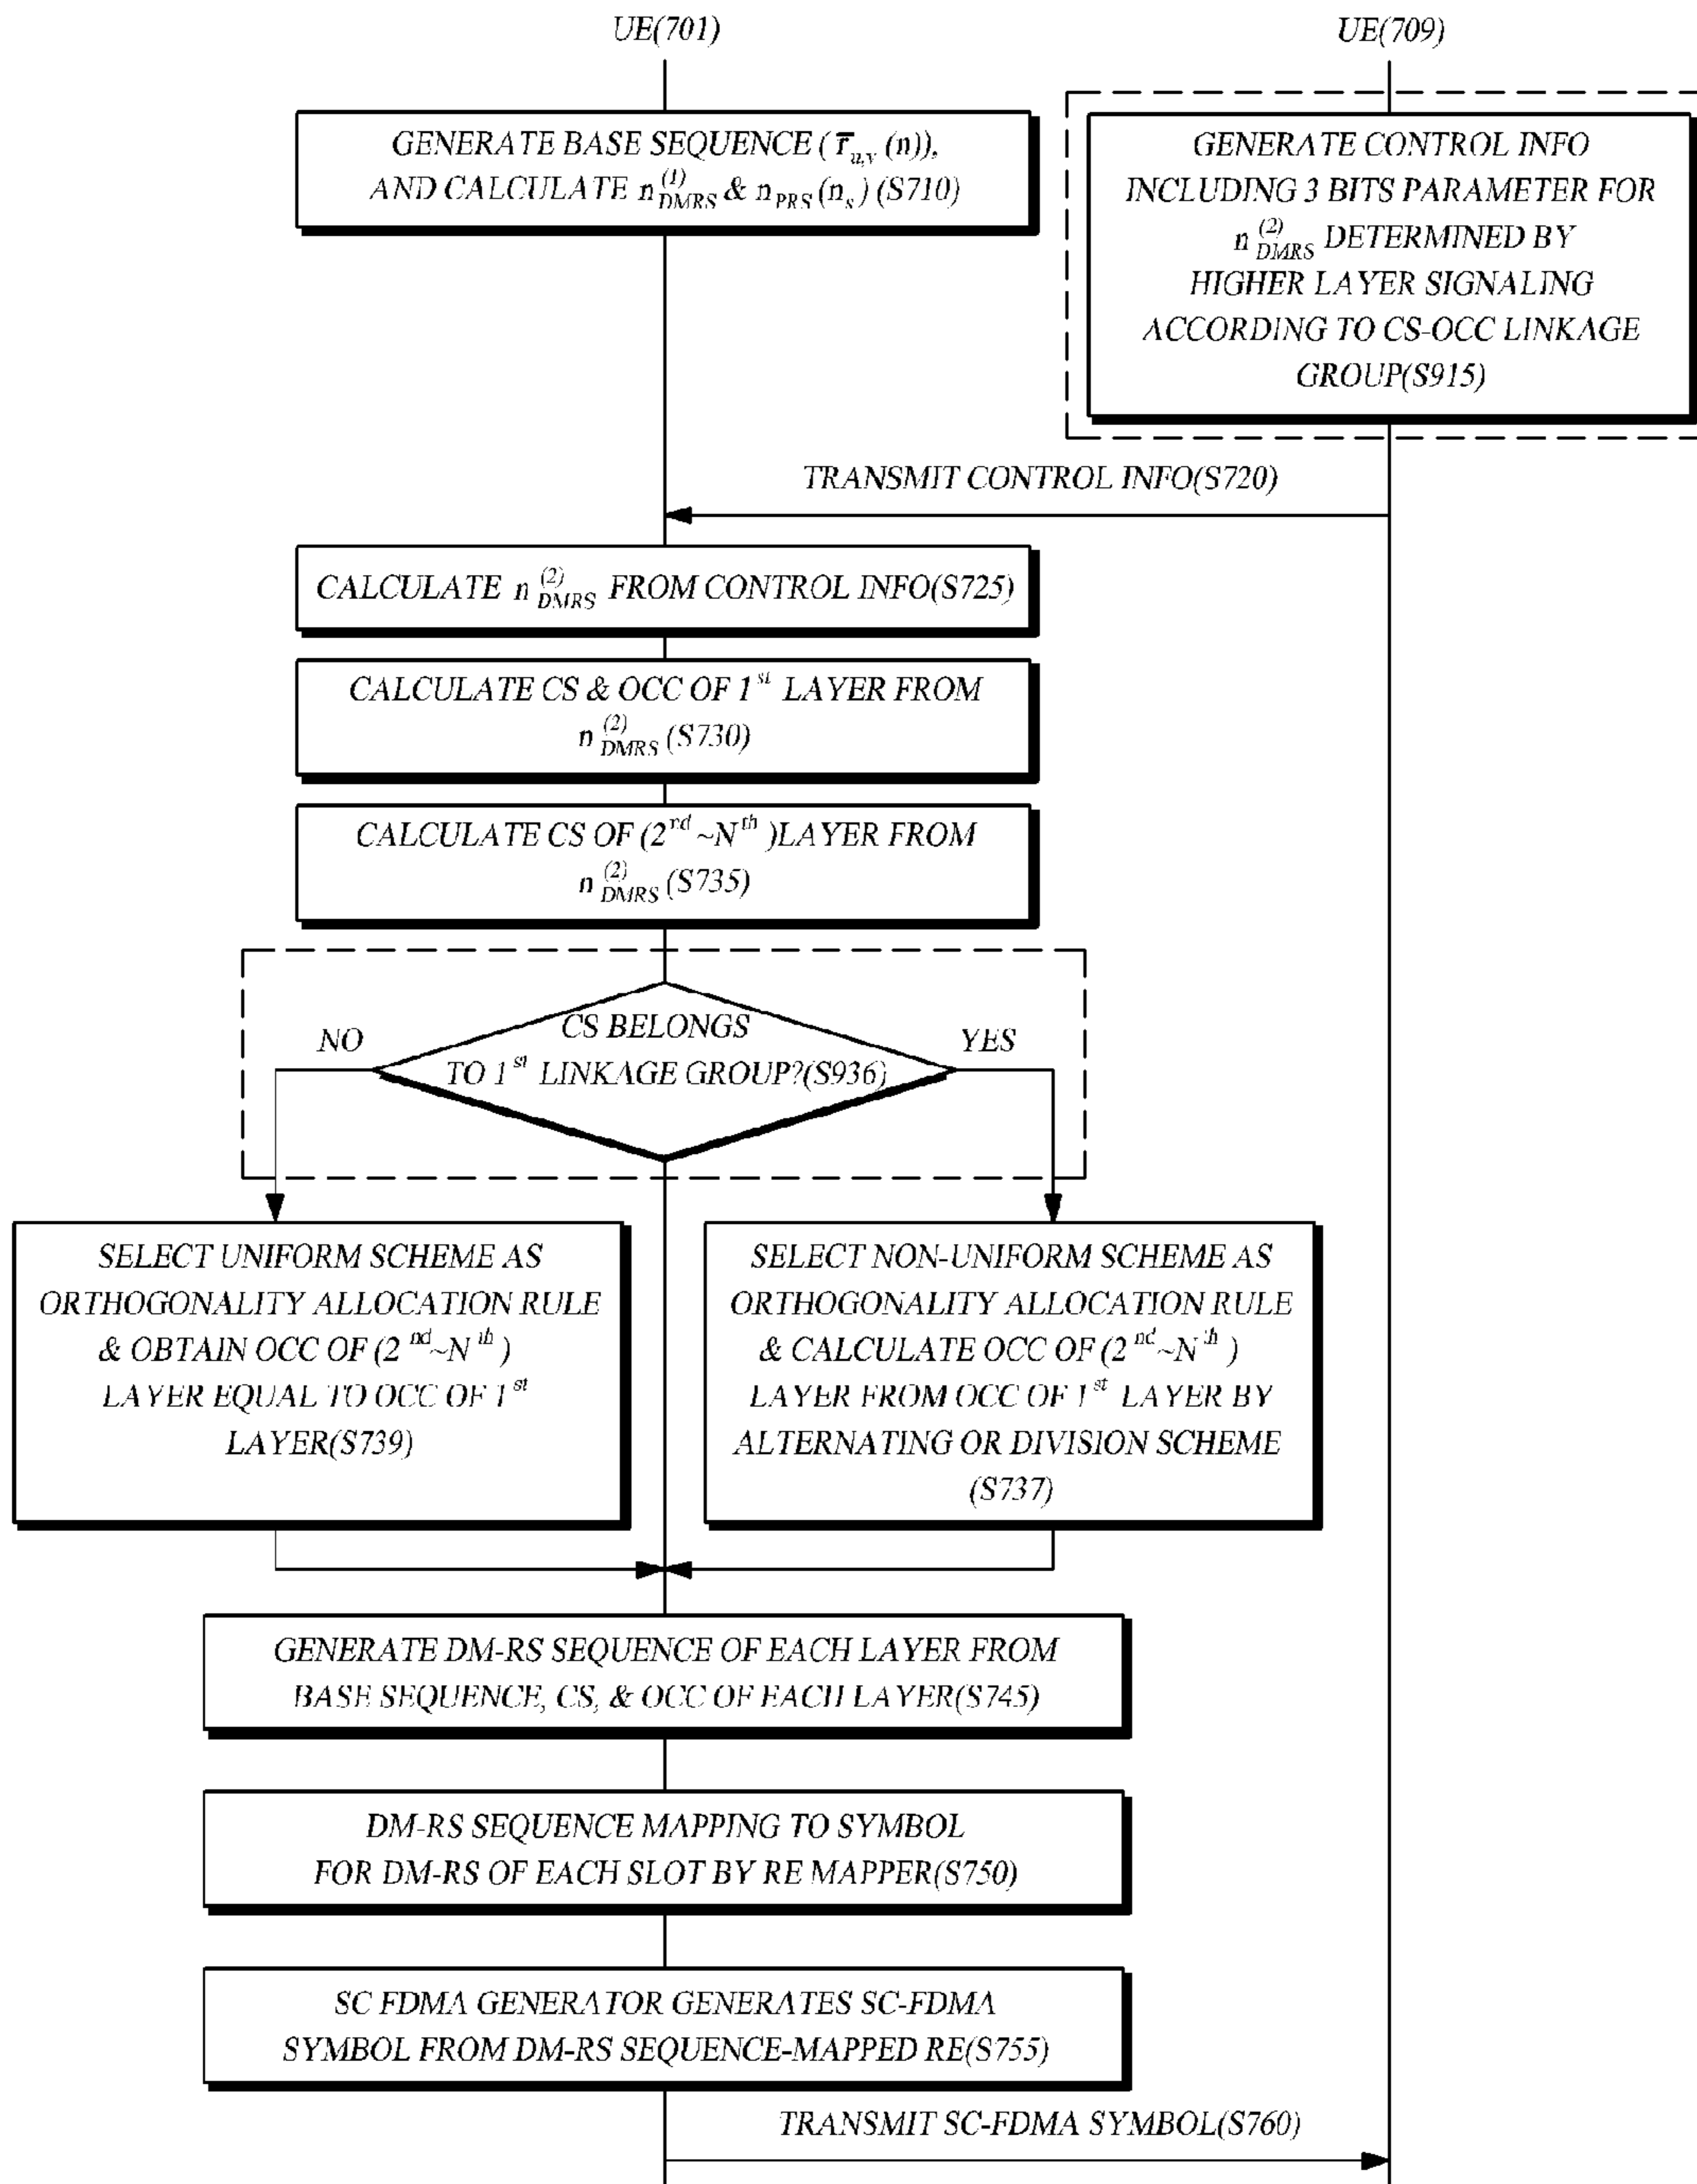 UE(701)
UE(709)
GENERATE BASE SEQUENCE (r̅u,v (n)),
AND CALCULATE n(1)DMRS & nPRS (ns) (S710)
GENERATE CONTROL INFO
INCLUDING 3 BITS PARAMETER FOR
n(2)DMRS DETERMINED BY
HIGHER LAYER SIGNALING
ACCORDING TO CS-OCC LINKAGE
GROUP(S915)
TRANSMIT CONTROL INFO(S720)
CALCULATE n(2)DMRS FROM CONTROL INFO(S725)
CALCULATE CS & OCC OF 1st LAYER FROM
n(2)DMRS (S730)
CALCULATE CS OF (2nd~Nth)LAYER FROM
n(2)DMRS (S735)
CS BELONGS
TO 1st LINKAGE GROUP?(S936)
NO
YES
SELECT UNIFORM SCHEME AS
ORTHOGONALITY ALLOCATION RULE
& OBTAIN OCC OF (2nd~Nth)
LAYER EQUAL TO OCC OF 1st
LAYER(S739)
SELECT NON-UNIFORM SCHEME AS
ORTHOGONALITY ALLOCATION RULE
& CALCULATE OCC OF (2nd~Nth)
LAYER FROM OCC OF 1st LAYER BY
ALTERNATING OR DIVISION SCHEME
(S737)
GENERATE DM-RS SEQUENCE OF EACH LAYER FROM
BASE SEQUENCE, CS, & OCC OF EACH LAYER(S745)
DM-RS SEQUENCE MAPPING TO SYMBOL
FOR DM-RS OF EACH SLOT BY RE MAPPER(S750)
SC FDMA GENERATOR GENERATES SC-FDMA
SYMBOL FROM DM-RS SEQUENCE-MAPPED RE(S755)
TRANSMIT SC-FDMA SYMBOL(S760)